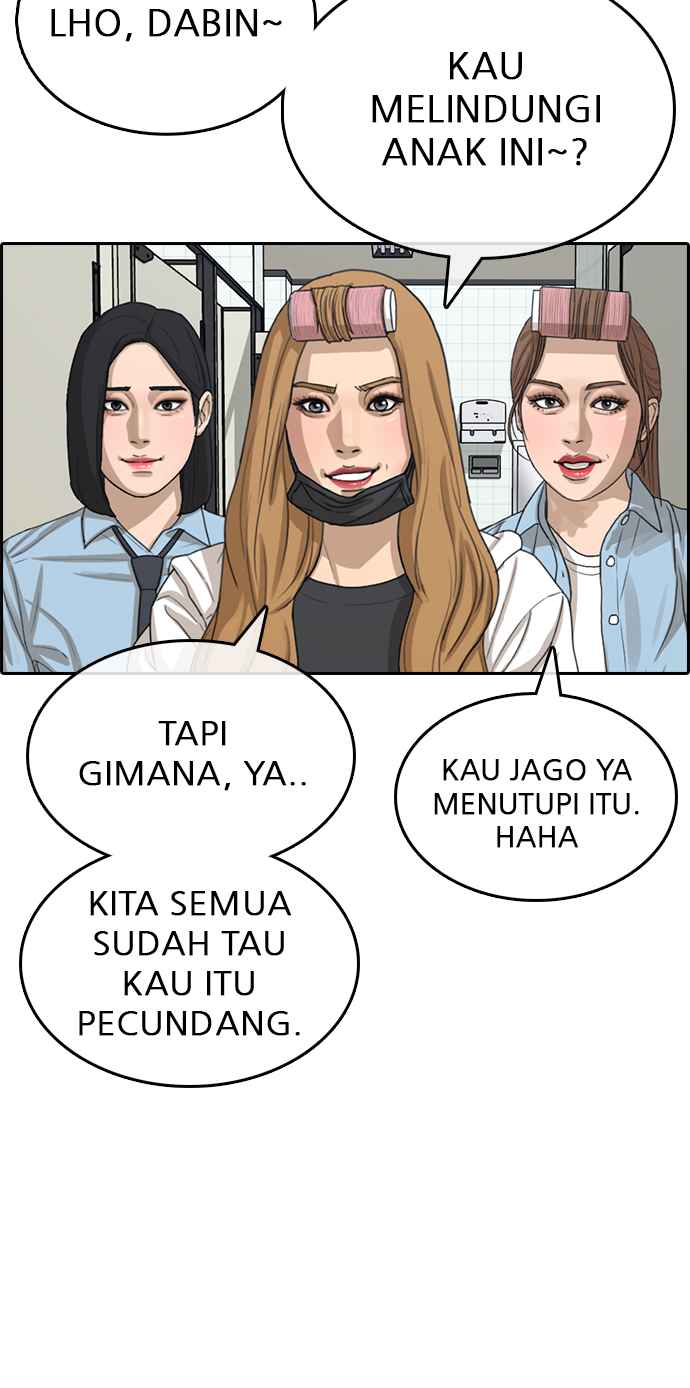 LHO, DABIN~
KAU
MELINDUNGI
ANAK INI~?
TAPI
GIMANA, YA..
KAU JAGO YA
MENUTUPI ITU.
HAHA
KITA SEMUA
SUDAH TAU
KAU ITU
PECUNDANG.